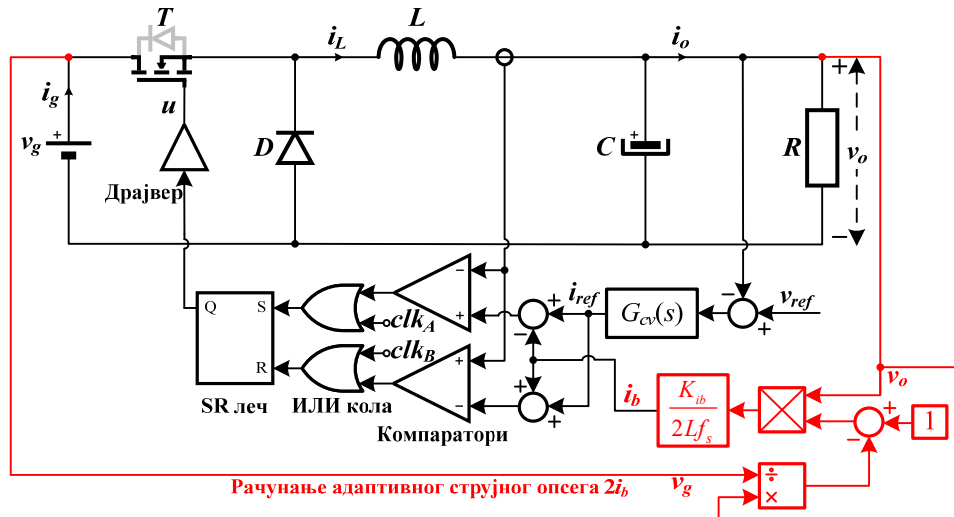 T
i_L
L
i_o
i_g
u
v_g
+
D
C
+
R
+
v_o
−
Драјвер
Q
S
R
clk_A
clk_B
−
+
+
−
+
−
+
+
i_ref
G_cv(s)
−
+
v_ref
SR леч
ИЛИ кола
Компаратори
i_b
K_ib
2Lf_s
v_o
+
−
1
÷
×
v_g
Рачунање адаптивног струјног опсега 2i_b